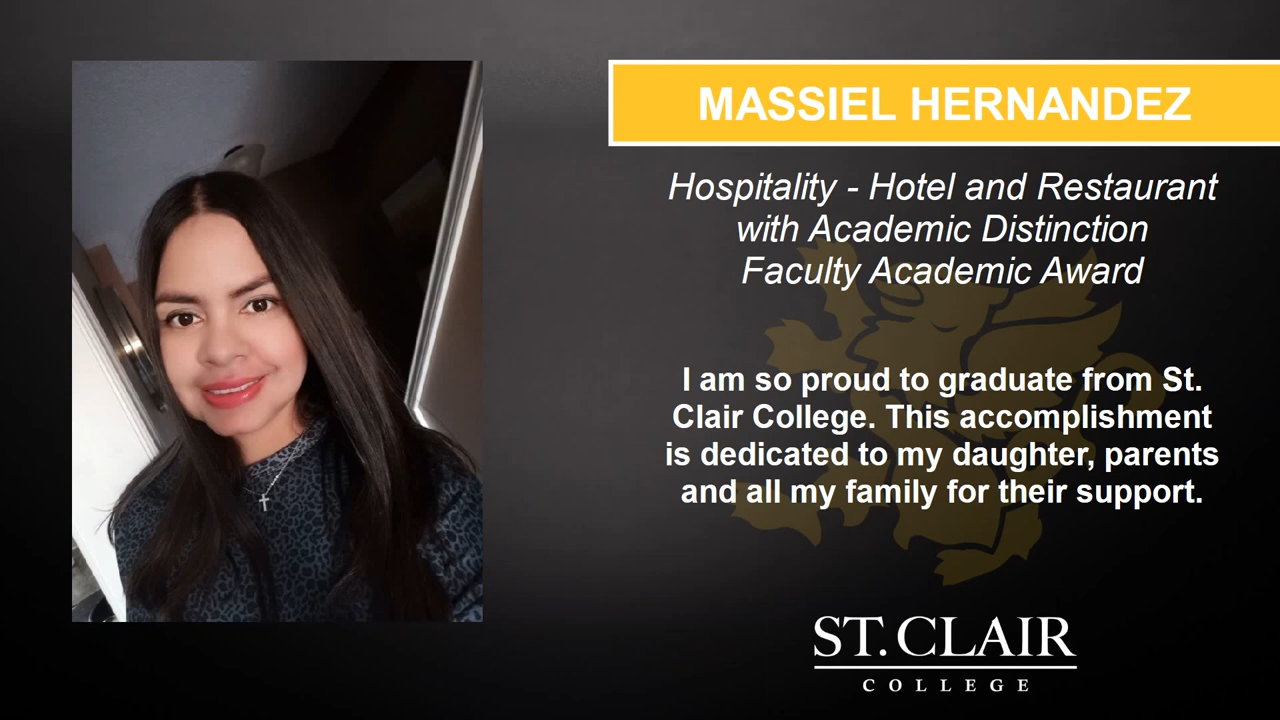 MASSIEL HERNANDEZ
Hospitality - Hotel and Restaurant
with Academic Distinction
Faculty Academic Award
I am so proud to graduate from St.
Clair College. This accomplishment
is dedicated to my daughter, parents
and all my family for their support.
ST. CLAIR
COLLEGE